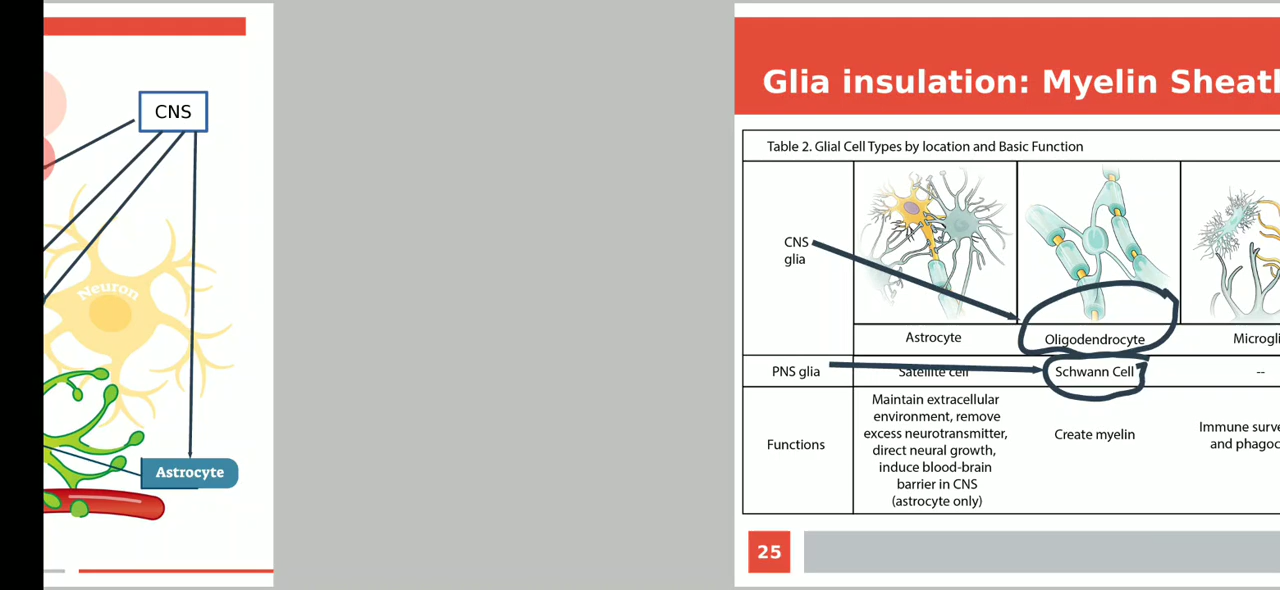 CNS
Neuron
Astrocyte
Glia insulation: Myelin Sheat
Table 2. Glial Cell Types by location and Basic Function
CNS
glia
Astrocyte
Oligodendrocyte
Microgli
PNS glia
Satellite cell
Schwann Cell
--
Functions
Maintain extracellular
environment, remove
excess neurotransmitter,
direct neural growth,
induce blood-brain
barrier in CNS
(astrocyte only)
Create myelin
Immune surve
and phagoc
25